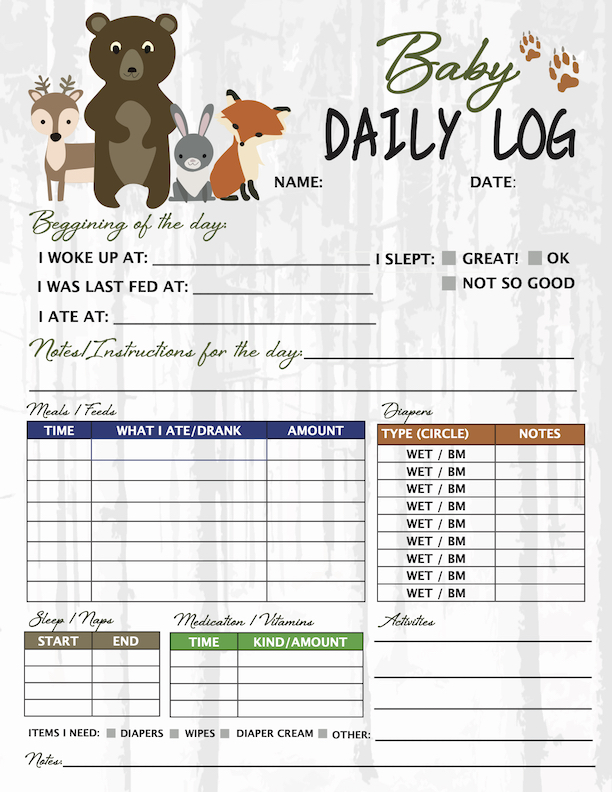 Baby
DAILY LOG
NAME: DATE:
Beggining of the day:
I WOKE UP AT: I SLEPT: GREAT! OK
I WAS LAST FED AT: NOT SO GOOD
I ATE AT:
Notes/Instructions for the day:
Meals / Feeds
TIME WHAT I ATE/DRANK AMOUNT
Diapers
TYPE (CIRCLE) NOTES
WET / BM
WET / BM
WET / BM
WET / BM
WET / BM
WET / BM
WET / BM
WET / BM
WET / BM
Sleep / Naps
START END
Medication / Vitamins
TIME KIND/AMOUNT
Activities
ITEMS I NEED: DIAPERS WIPES DIAPER CREAM OTHER:
Notes: